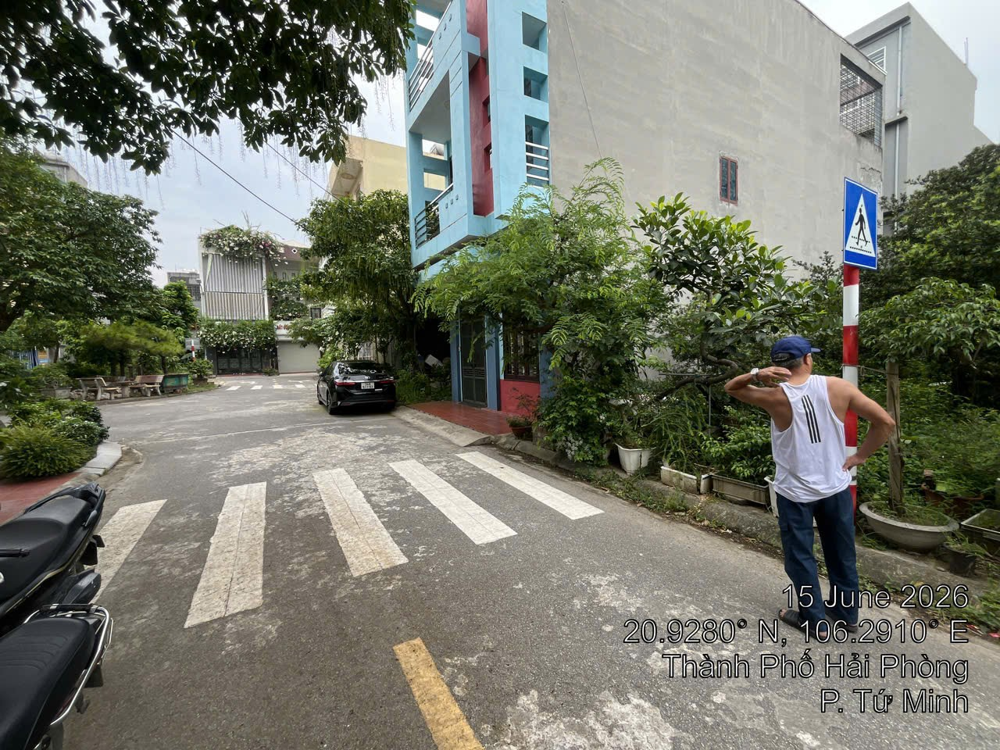 15 June 2026
20.9280° N, 106.2910° E
Thành Phố Hải Phòng
P. Tứ Minh